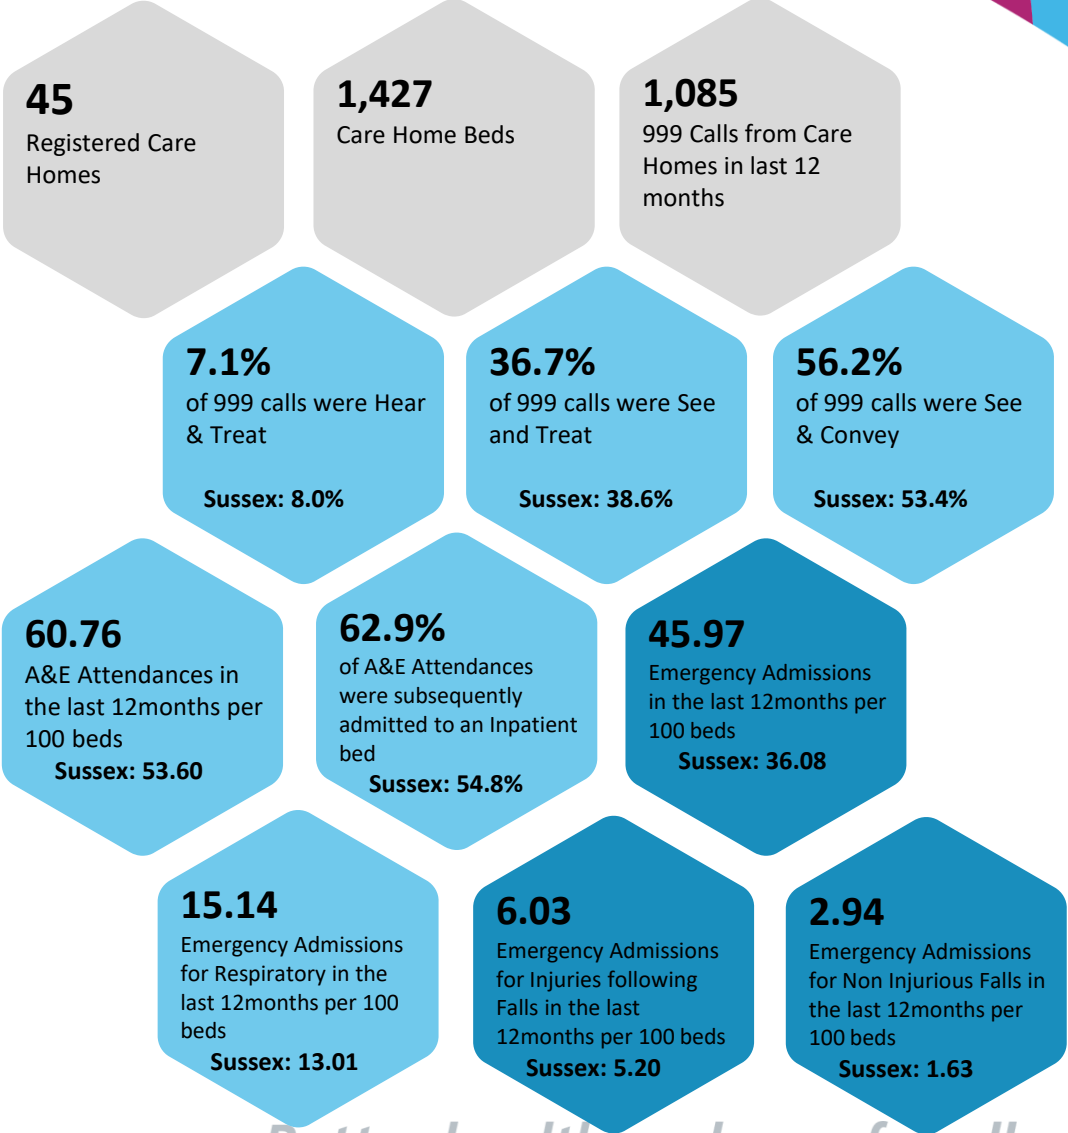 45
Registered Care
Homes
1,427
Care Home Beds
1,085
999 Calls from Care
Homes in last 12
months
7.1%
of 999 calls were Hear
& Treat
Sussex: 8.0%
36.7%
of 999 calls were See
and Treat
Sussex: 38.6%
56.2%
of 999 calls were See
& Convey
Sussex: 53.4%
60.76
A&E Attendances in
the last 12months per
100 beds
Sussex: 53.60
62.9%
of A&E Attendances
were subsequently
admitted to an Inpatient
bed
Sussex: 54.8%
45.97
Emergency Admissions
in the last 12months per
100 beds
Sussex: 36.08
15.14
Emergency Admissions
for Respiratory in the
last 12months per 100
beds
Sussex: 13.01
6.03
Emergency Admissions
for Injuries following
Falls in the last
12months per 100 beds
Sussex: 5.20
2.94
Emergency Admissions
for Non Injurious Falls in
the last 12months per
100 beds
Sussex: 1.63